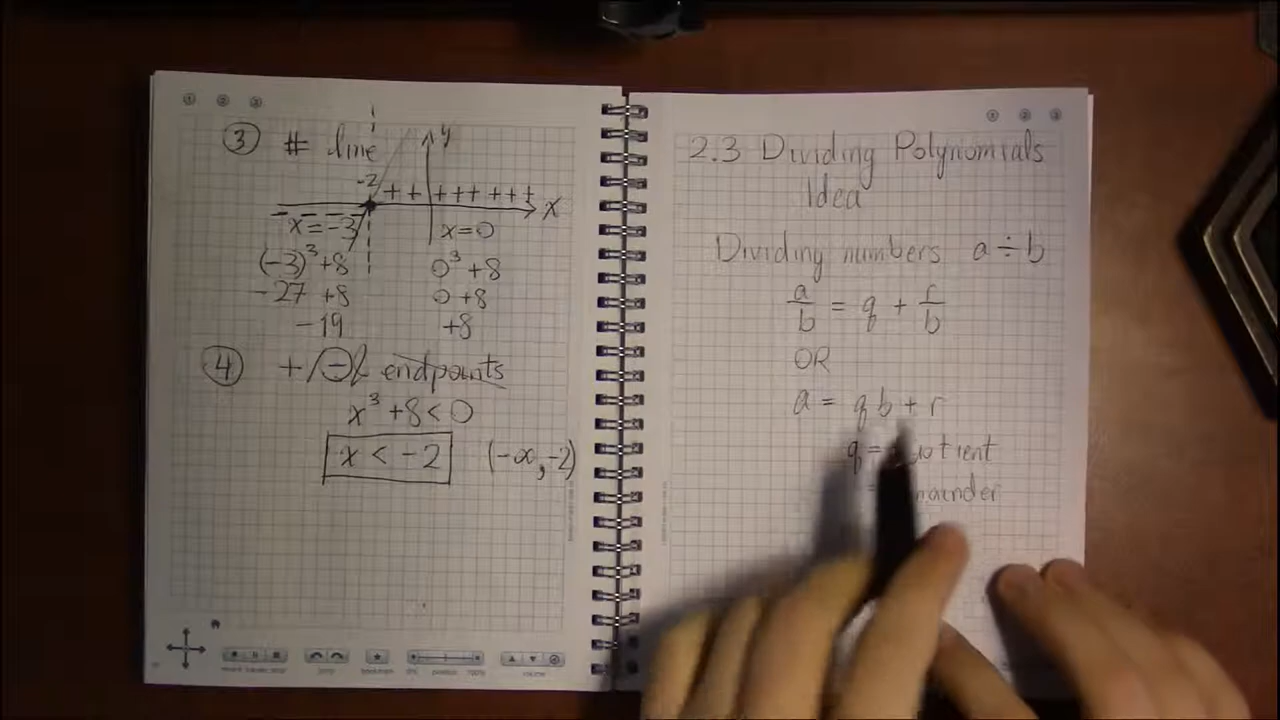 ③ # line
y
-2 + + + + + + + +
- - - - - x
x = -3 x = 0
(-3)³ + 8 0³ + 8
-27 + 8 0 + 8
-19 +8
④ +/⊖ & endpoints
x³ + 8 < 0
x < -2 (-∞, -2)
2.3 Dividing Polynomials
Idea
Dividing numbers a ÷ b
a/b = q + r/b
OR
a = q b + r
q =